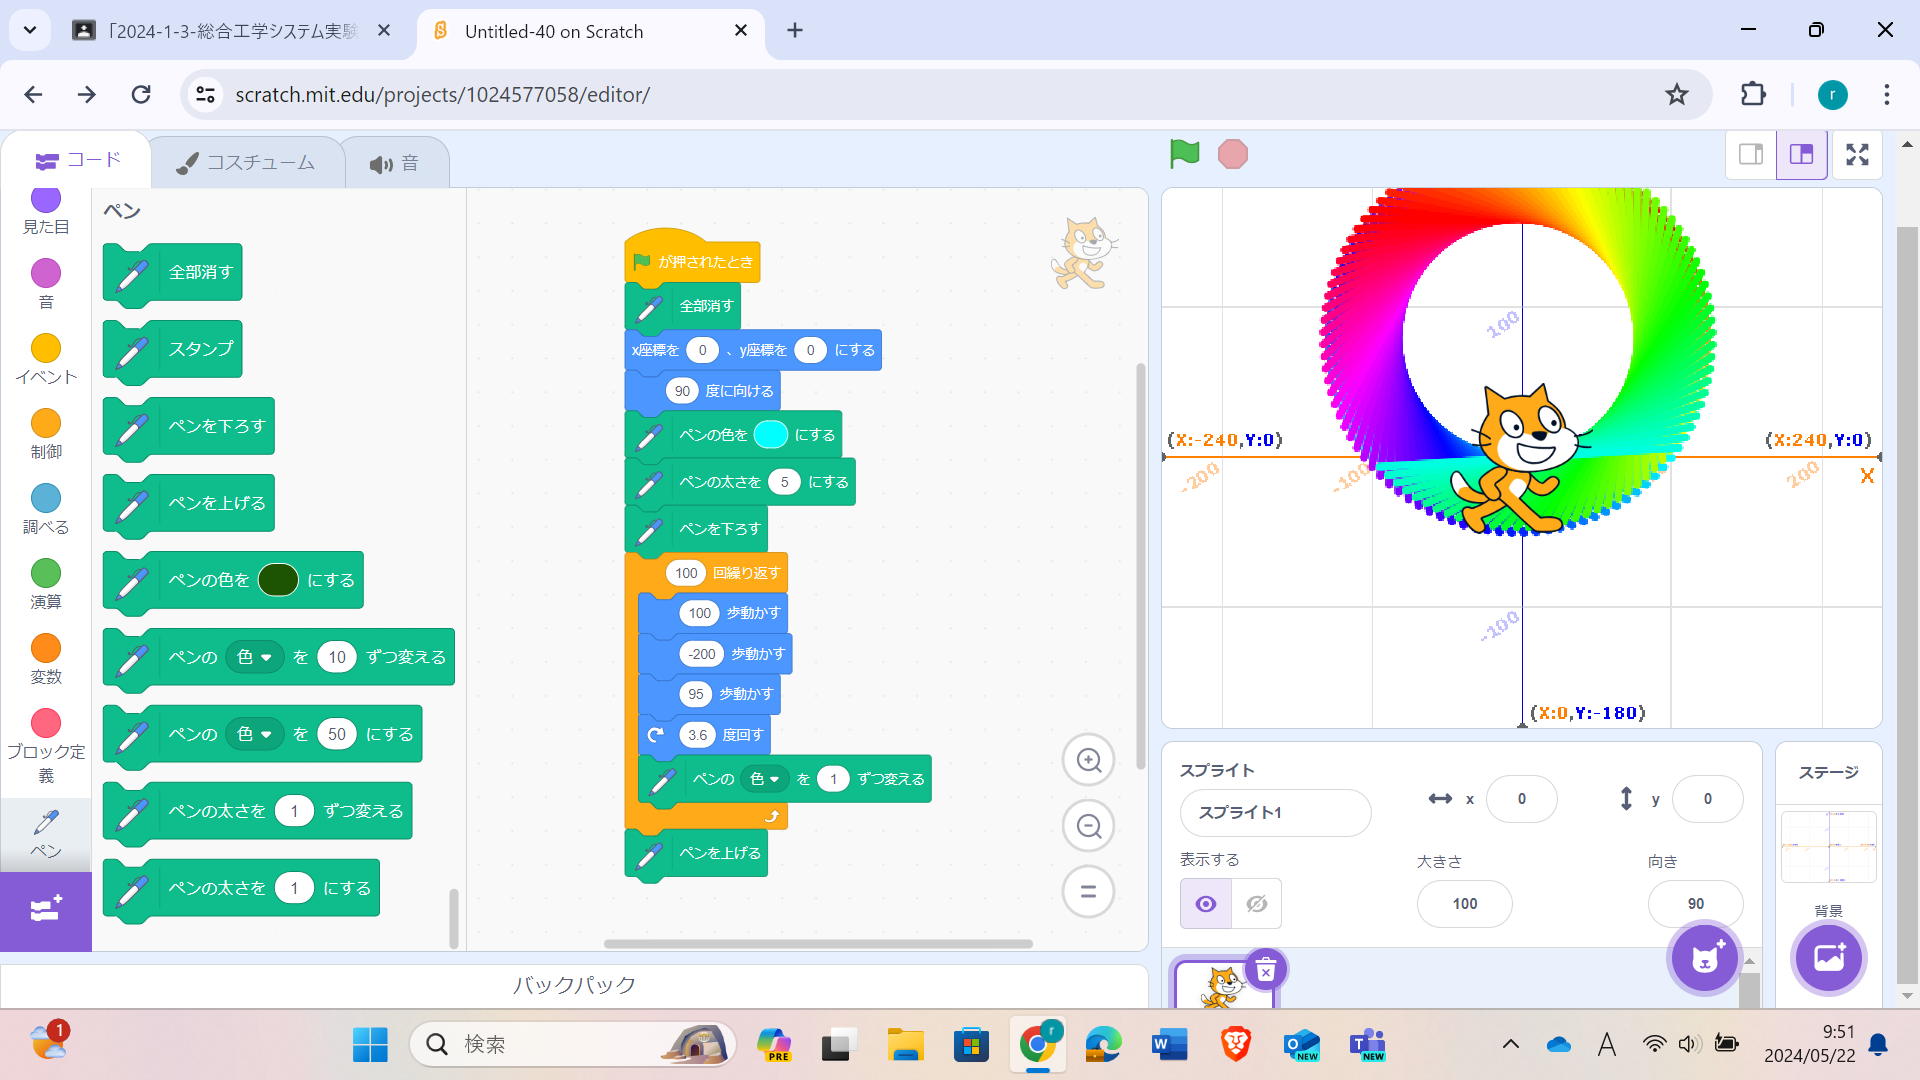 「2024-1-3-総合工学システム実験
Untitled-40 on Scratch
scratch.mit.edu/projects/1024577058/editor/
r
コード
コスチューム
音
見た目
音
イベント
制御
調べる
演算
変数
ブロック定義
ペン
ペン
全部消す
スタンプ
ペンを下ろす
ペンを上げる
ペンの色を にする
ペンの 色 を 10 ずつ変える
ペンの 色 を 50 にする
ペンの太さを 1 ずつ変える
ペンの太さを 1 にする
が押されたとき
全部消す
x座標を 0 、y座標を 0 にする
90 度に向ける
ペンの色を にする
ペンの太さを 5 にする
ペンを下ろす
100 回繰り返す
100 歩動かす
-200 歩動かす
95 歩動かす
3.6 度回す
ペンの 色 を 1 ずつ変える
ペンを上げる
バックパック
100
(X:-240,Y:0)
(X:240,Y:0)
-200
-100
200
X
-100
(X:0,Y:-180)
スプライト
スプライト1
x 0
y 0
表示する
大きさ
向き
100
90
ステージ
背景
1
検索
PRE
r
W
O
NEW
T
NEW
A
9:51
2024/05/22